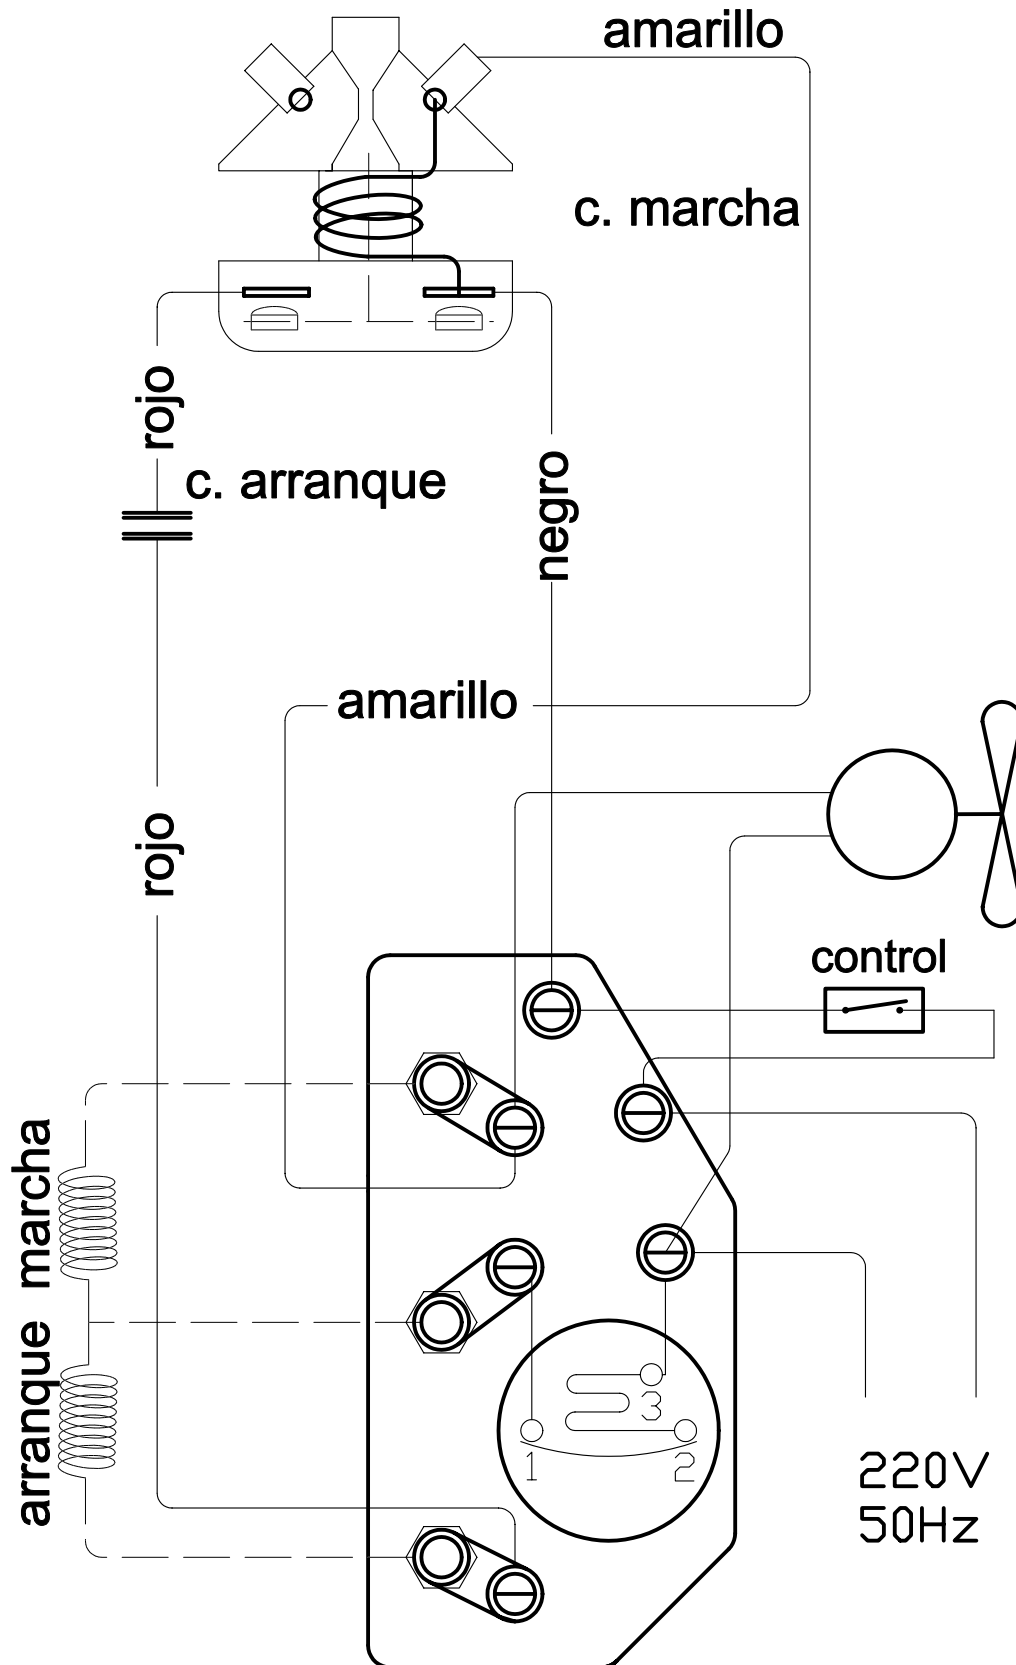 amarillo
c. marcha
rojo
c. arranque
negro
amarillo
rojo
control
marcha
arranque
3
1
2
220V
50Hz